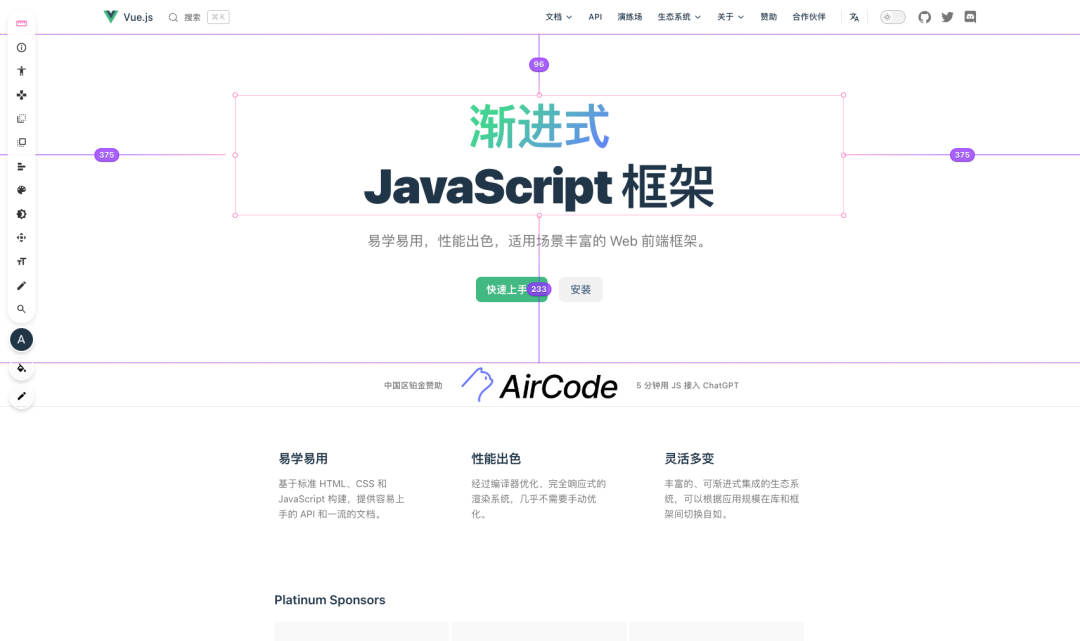 Vue.js
搜索
⌘ K
文档
API
演练场
生态系统
关于
赞助
合作伙伴
96
渐进式
JavaScript 框架
375
375
易学易用，性能出色，适用场景丰富的 Web 前端框架。
快速上手
233
安装
A
中国区铂金赞助
AirCode
5 分钟用 JS 接入 ChatGPT
易学易用
基于标准 HTML、CSS 和
JavaScript 构建，提供容易上
手的 API 和一流的文档。
性能出色
经过编译器优化、完全响应式的
渲染系统，几乎不需要手动优
化。
灵活多变
丰富的、可渐进式集成的生态系
统，可以根据应用规模在库和框
架间切换自如。
Platinum Sponsors